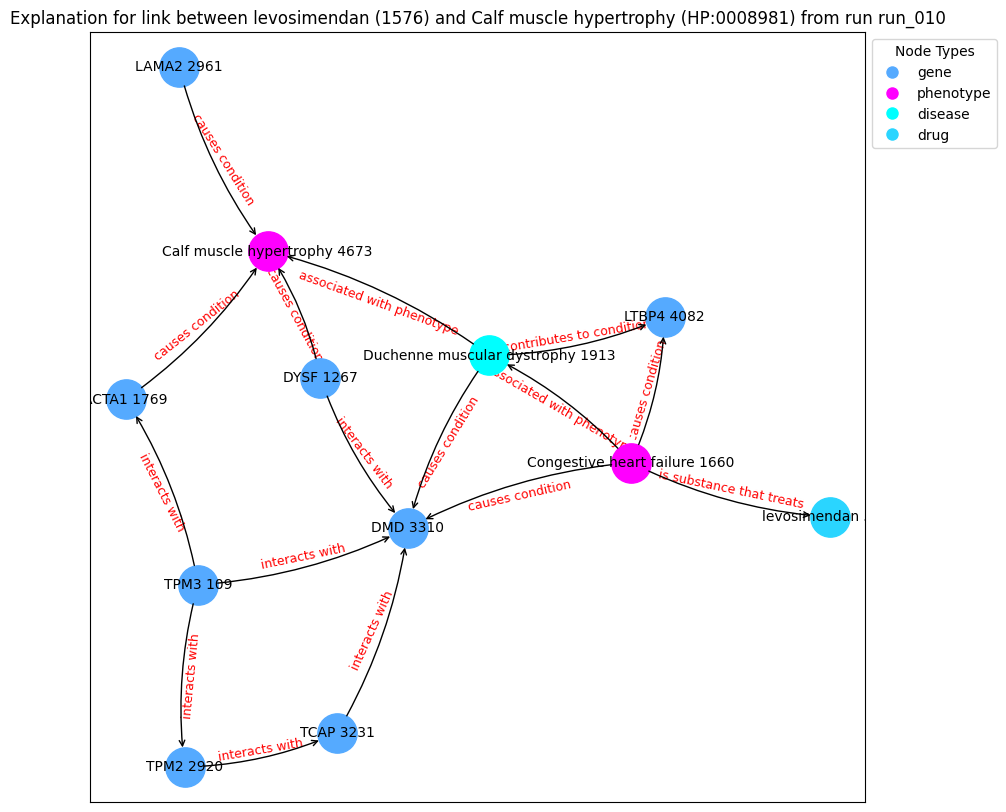 Explanation for link between levosimendan (1576) and Calf muscle hypertrophy (HP:0008981) from run run_010
Node Types
gene
phenotype
disease
drug
LAMA2 2961
causes condition
Calf muscle hypertrophy 4673
associated with phenotype
causes condition
causes condition
LTBP4 4082
contributes to condition
Duchenne muscular dystrophy 1913
DYSF 1267
associated with phenotype
causes condition
ACTA1 1769
interacts with
causes condition
Congestive heart failure 1660
is substance that treats
causes condition
levosimendan
interacts with
DMD 3310
interacts with
TPM3 109
interacts with
interacts with
TCAP 3231
interacts with
TPM2 2920